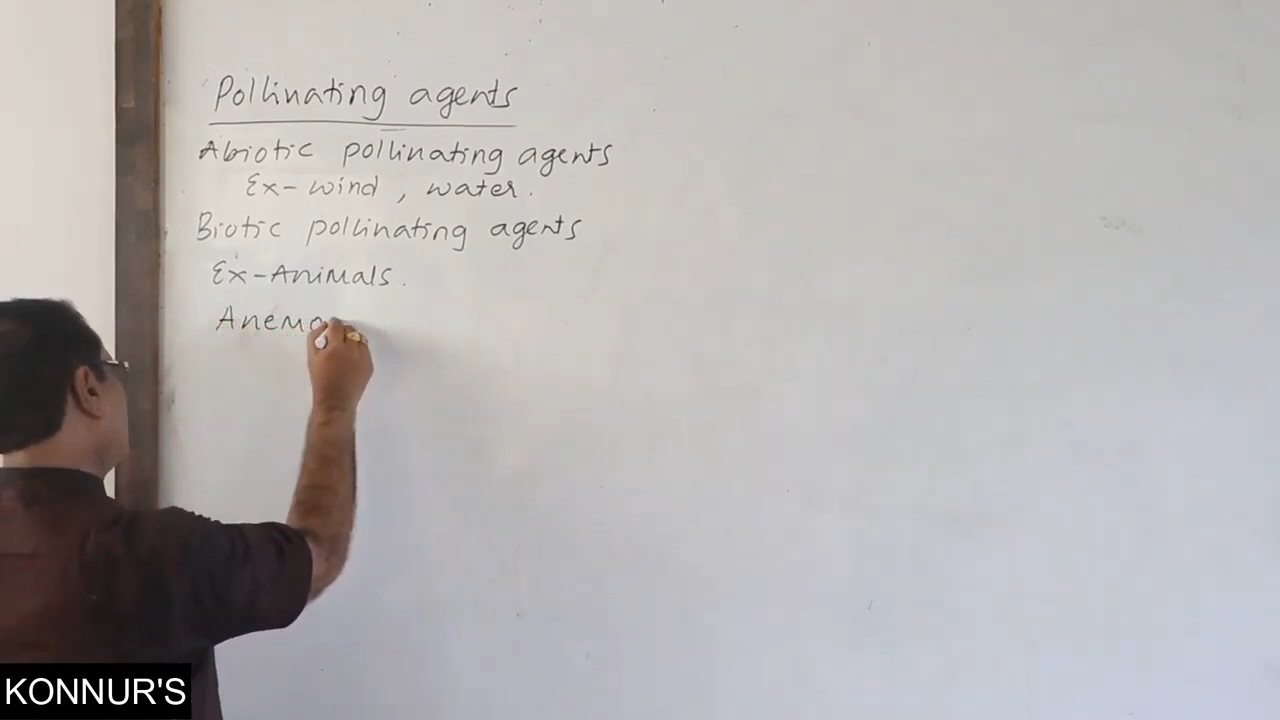 Pollinating agents
Abiotic pollinating agents
Ex- wind , water.
Biotic pollinating agents
Ex-Animals.
Anemo
KONNUR'S